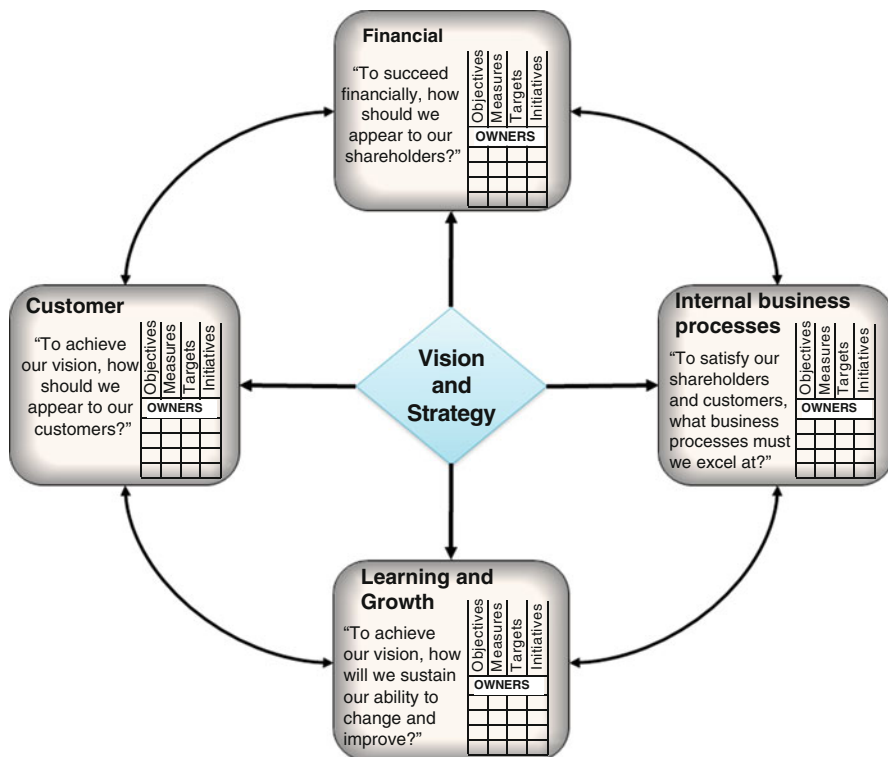 Financial
“To succeed
financially, how
should we
appear to our
shareholders?”
Objectives
Measures
Targets
Initiatives
OWNERS
Customer
“To achieve
our vision, how
should we
appear to our
customers?”
Objectives
Measures
Targets
Initiatives
OWNERS
Vision
and
Strategy
Internal business
processes
“To satisfy our
shareholders
and customers,
what business
processes must
we excel at?”
Objectives
Measures
Targets
Initiatives
OWNERS
Learning and
Growth
“To achieve
our vision, how
will we sustain
our ability to
change and
improve?”
Objectives
Measures
Targets
Initiatives
OWNERS